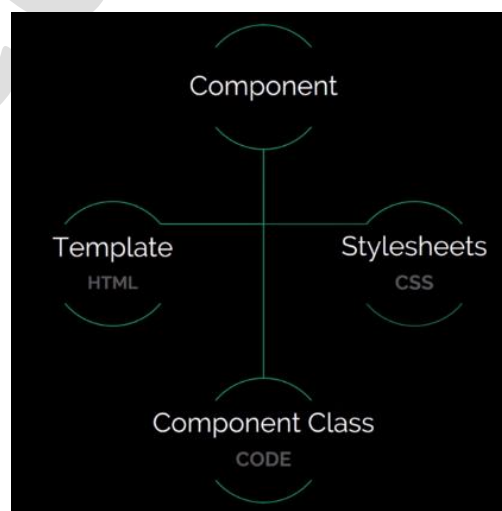 Component
Template
HTML
Stylesheets
CSS
Component Class
CODE